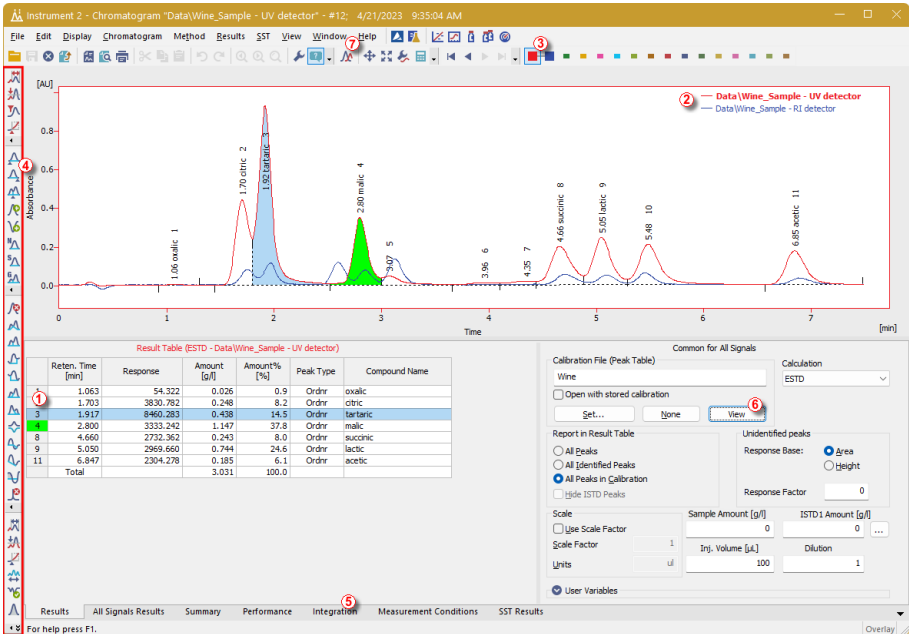 Instrument 2 - Chromatogram "Data\Wine_Sample - UV detector" - #12; 4/21/2023 9:35:04 AM
File Edit Display Chromatogram Method Results SST View Window Help
7
3
[AU]
2
Data\Wine_Sample - UV detector
Data\Wine_Sample - RI detector
4
Absorbance
0.8
0.6
0.4
0.2
0.0
1.06 oxalic 1
1.70 citric 2
1.92 tartaric 3
2.80 malic 4
3.07 5
3.96 6
4.35 7
4.66 succinic 8
5.05 lactic 9
5.48 10
6.85 acetic 11
0 1 2 3 4 5 6 7
Time
[min]
Result Table (ESTD - Data\Wine_Sample - UV detector)
Reten. Time [min] Response Amount [g/l] Amount% [%] Peak Type Compound Name
1 1.063 54.322 0.026 0.9 Ordnr oxalic
1.703 3830.782 0.248 8.2 Ordnr citric
3 1.917 8460.283 0.438 14.5 Ordnr tartaric
4 2.800 3333.242 1.147 37.8 Ordnr malic
8 4.660 2732.362 0.243 8.0 Ordnr succinic
9 5.050 2969.660 0.744 24.6 Ordnr lactic
11 6.847 2304.278 0.185 6.1 Ordnr acetic
Total 3.031 100.0
1
Common for All Signals
Calibration File (Peak Table)
Wine
Open with stored calibration
Set... None View
6
Calculation
ESTD
Report in Result Table
All Peaks
All Identified Peaks
All Peaks in Calibration
Hide ISTD Peaks
Unidentified peaks
Response Base: Area
Height
Response Factor 0
Scale
Use Scale Factor
Scale Factor 1
Units ul
Sample Amount [g/l] ISTD1 Amount [g/l]
0 0 ...
Inj. Volume [µL] Dilution
100 1
User Variables
5
Results All Signals Results Summary Performance Integration Measurement Conditions SST Results
For help press F1.
Overlay